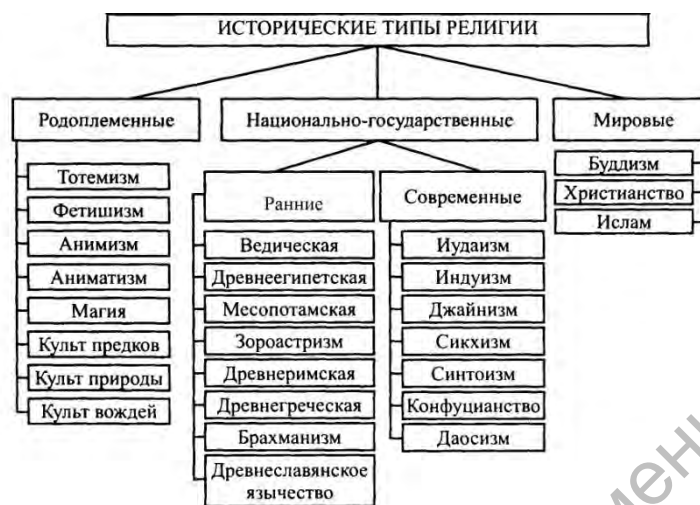 ИСТОРИЧЕСКИЕ ТИПЫ РЕЛИГИИ
Родоплеменные
Национально-государственные
Мировые
Тотемизм
Фетишизм
Анимизм
Аниматизм
Магия
Культ предков
Культ природы
Культ вождей
Ранние
Ведическая
Древнеегипетская
Месопотамская
Зороастризм
Древнеримская
Древнегреческая
Брахманизм
Древнеславянское
язычество
Современные
Иудаизм
Индуизм
Джайнизм
Сикхизм
Синтоизм
Конфуцианство
Даосизм
Буддизм
Христианство
Ислам